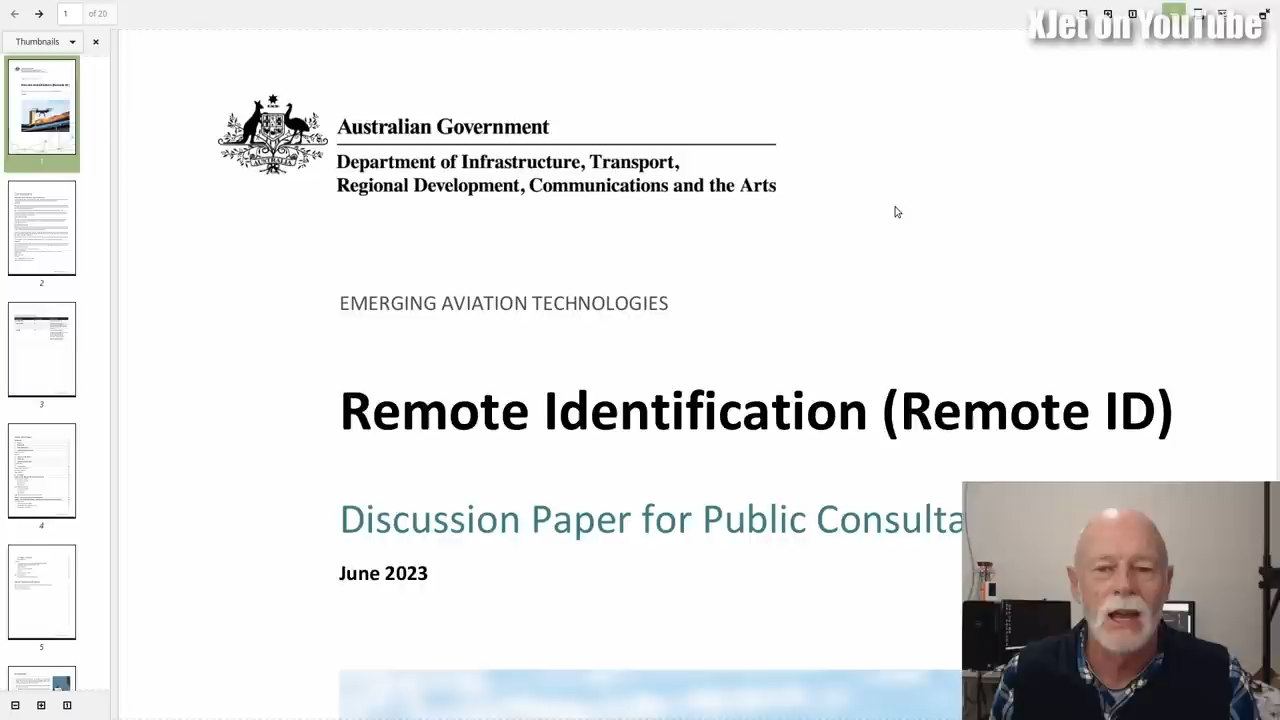 1 of 20
XJet on YouTube
Thumbnails
Australian Government
Department of Infrastructure, Transport,
Regional Development, Communications and the Arts
EMERGING AVIATION TECHNOLOGIES
Remote Identification (Remote ID)
Discussion Paper for Public Consulta
June 2023
1
2
3
4
5